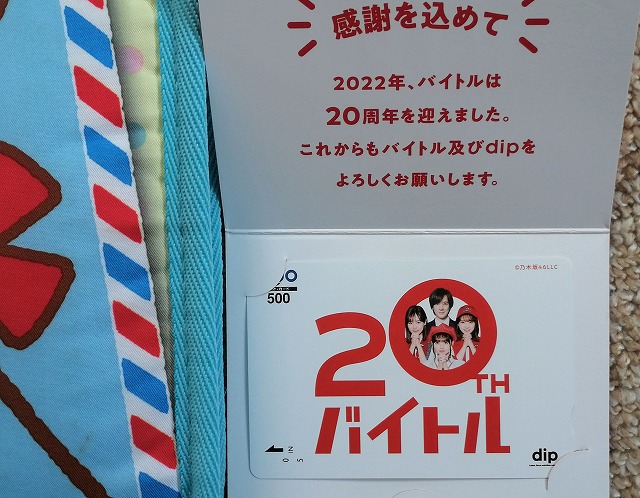 感謝を込めて
2022年、バイトルは
20周年を迎えました。
これからもバイトル及びdipを
よろしくお願いします。
©乃木坂46LLC
500
20TH
バイトル
dip